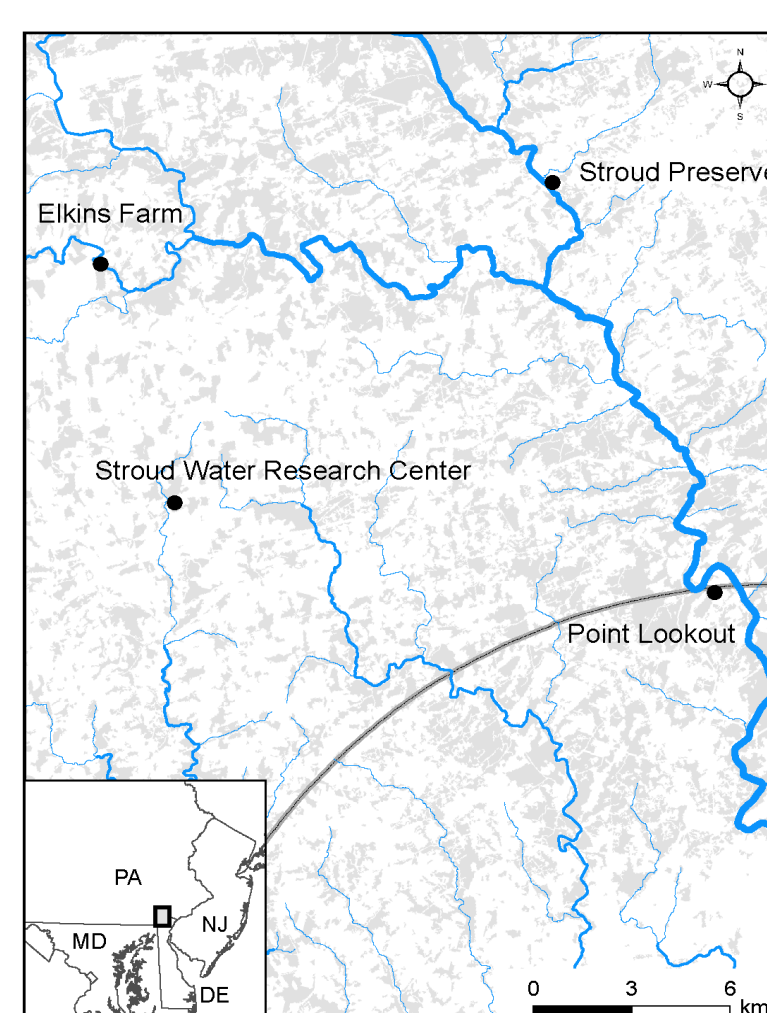 N
W
S
Stroud Preserve
Elkins Farm
Stroud Water Research Center
Point Lookout
PA
MD
NJ
DE
0 3 6
km